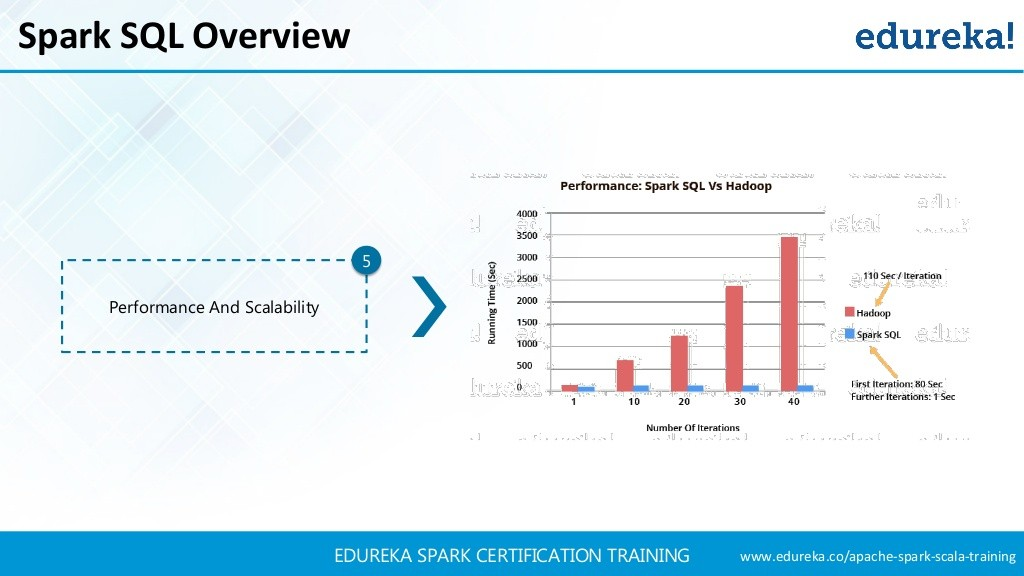 Spark SQL Overview
edureka!
5
Performance And Scalability
Performance: Spark SQL Vs Hadoop
Running Time (Sec)
4000
3500
3000
2500
2000
1500
1000
500
0
1 10 20 30 40
Number Of Iterations
110 Sec / Iteration
Hadoop
Spark SQL
First Iteration: 80 Sec
Further Iterations: 1 Sec
EDUREKA SPARK CERTIFICATION TRAINING
www.edureka.co/apache-spark-scala-training